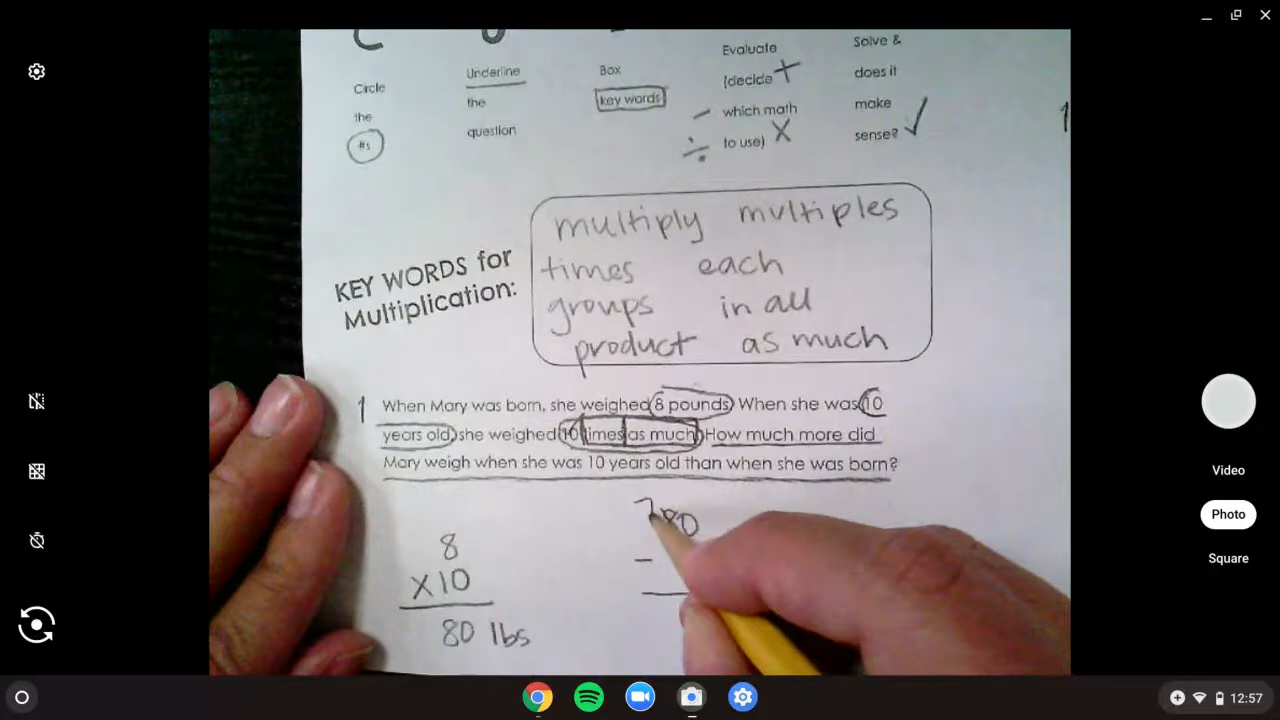 Circle
the
#s
Underline
the
question
Box
key words
Evaluate
(decide +
– which math
÷ to use) X
Solve &
does it
make
sense? ✓
KEY WORDS for
Multiplication:
multiply multiples
times each
groups in all
product as much
1 When Mary was born, she weighed 8 pounds. When she was 10
years old, she weighed 10 times as much. How much more did
Mary weigh when she was 10 years old than when she was born?
8
X10
80 lbs
7 80
–
Video
Photo
Square
12:57